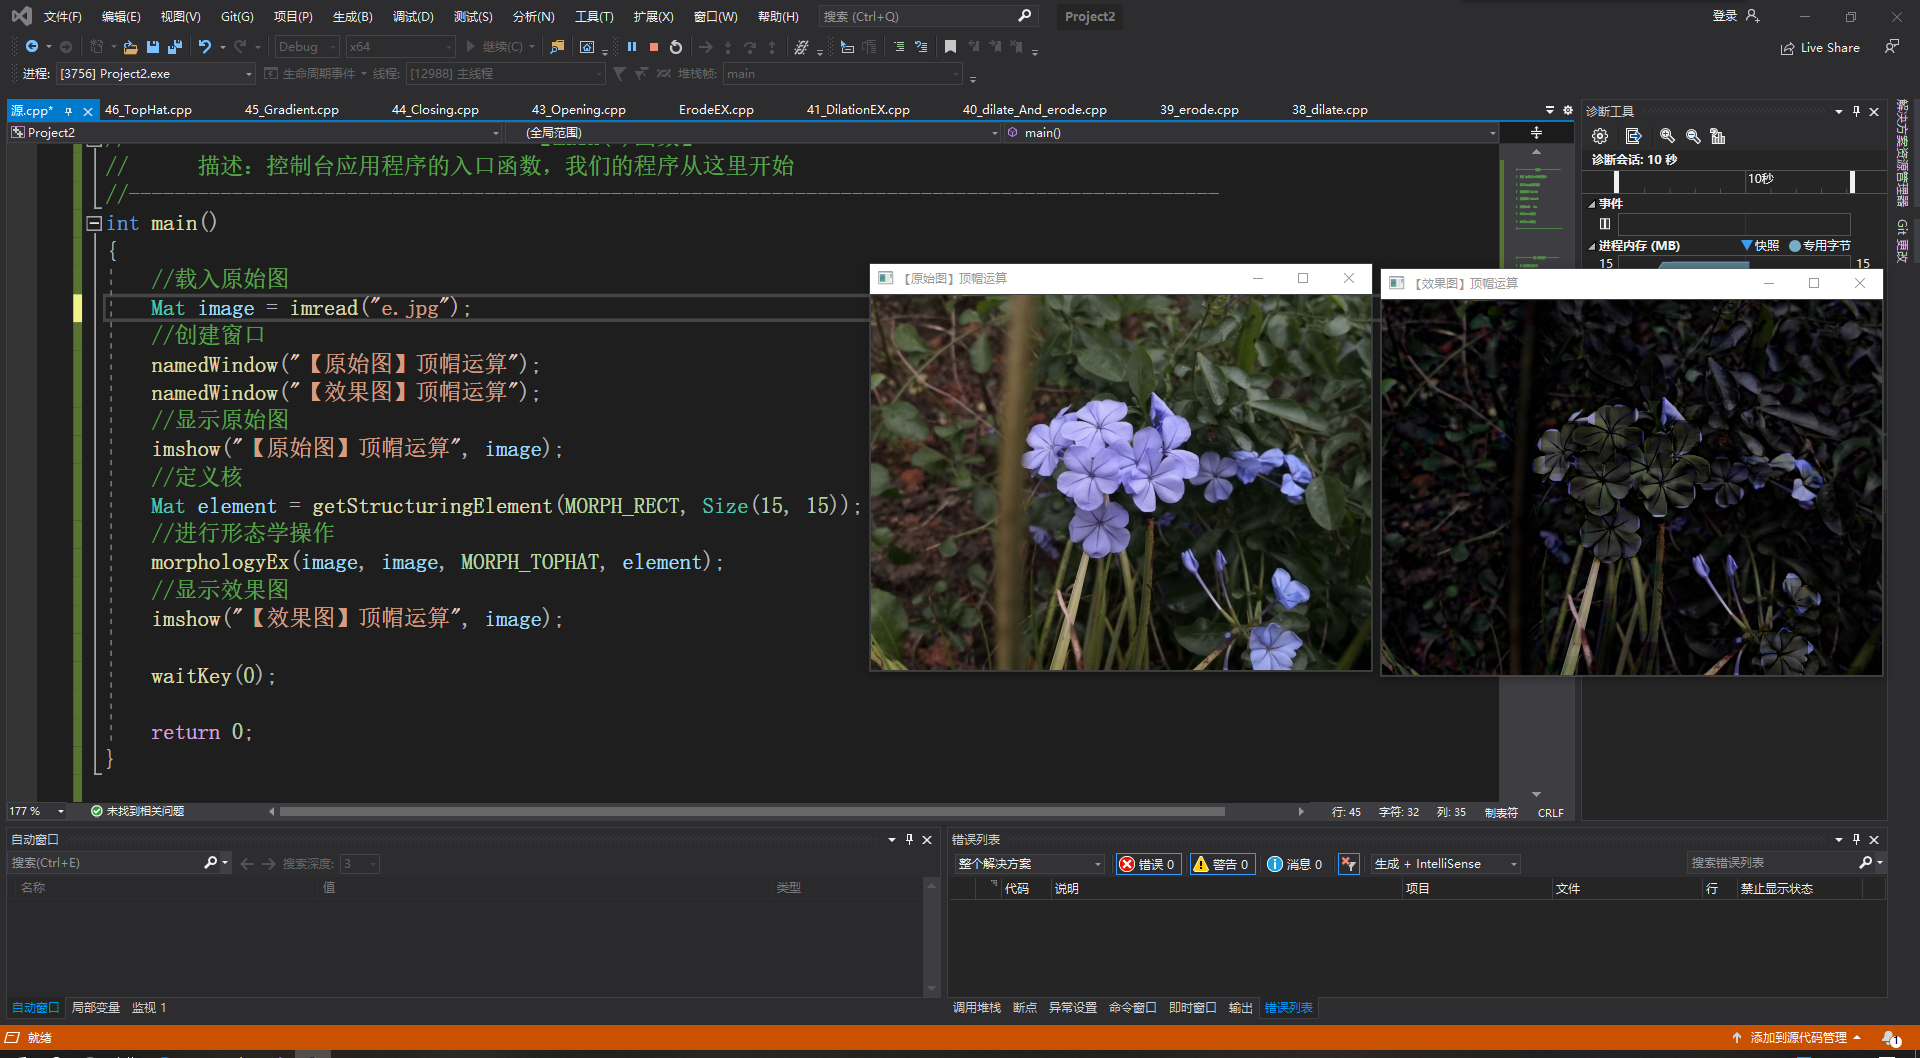 文件(F) 编辑(E) 视图(V) Git(G) 项目(P) 生成(B) 调试(D) 测试(S) 分析(N) 工具(T) 扩展(X) 窗口(W) 帮助(H) 搜索 (Ctrl+Q) Project2 登录
Debug x64 继续(C) Live Share
进程: [3756] Project2.exe 生命周期事件 线程: [12988] 主线程 堆栈帧: main
源.cpp* 46_TopHat.cpp 45_Gradient.cpp 44_Closing.cpp 43_Opening.cpp ErodeEX.cpp 41_DilationEX.cpp 40_dilate_And_erode.cpp 39_erode.cpp 38_dilate.cpp
Project2 (全局范围) main()
// 描述：控制台应用程序的入口函数，我们的程序从这里开始
//-----------------------------------------------------------------------------------------------
int main()
{
//载入原始图
Mat image = imread("e.jpg");
//创建窗口
namedWindow("【原始图】顶帽运算");
namedWindow("【效果图】顶帽运算");
//显示原始图
imshow("【原始图】顶帽运算", image);
//定义核
Mat element = getStructuringElement(MORPH_RECT, Size(15, 15));
//进行形态学操作
morphologyEx(image, image, MORPH_TOPHAT, element);
//显示效果图
imshow("【效果图】顶帽运算", image);
waitKey(0);
return 0;
}
【原始图】顶帽运算
【效果图】顶帽运算
诊断工具
诊断会话: 10 秒
10秒
事件
进程内存 (MB) 快照 专用字节
15 15
解决方案资源管理器
Git 更改
177 % 未找到相关问题 行: 45 字符: 32 列: 35 制表符 CRLF
自动窗口
搜索(Ctrl+E) 搜索深度: 3
名称 值 类型
自动窗口 局部变量 监视 1
错误列表
整个解决方案 错误 0 警告 0 消息 0 生成 + IntelliSense 搜索错误列表
代码 说明 项目 文件 行 禁止显示状态
调用堆栈 断点 异常设置 命令窗口 即时窗口 输出 错误列表
就绪 添加到源代码管理 1